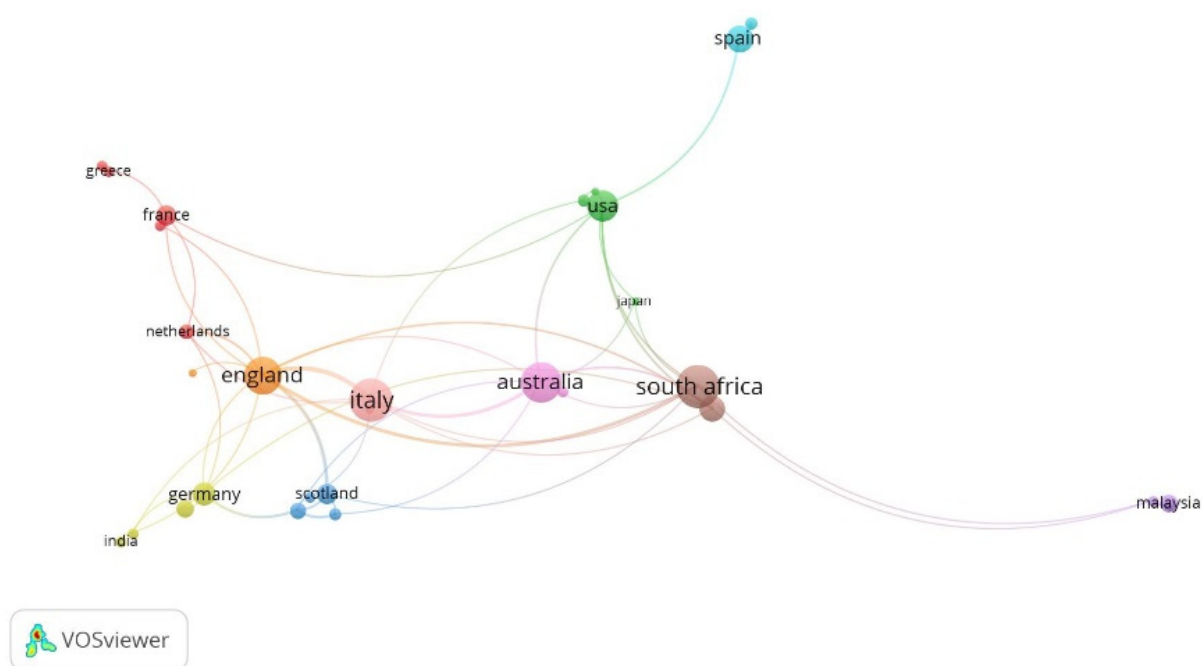 spain
greece
usa
france
japan
netherlands
england
australia
south africa
italy
scotland
germany
malaysia
india
VOSviewer